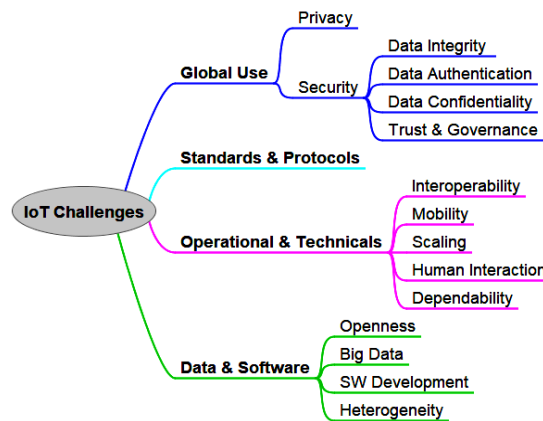 IoT Challenges
Global Use
Privacy
Security
Data Integrity
Data Authentication
Data Confidentiality
Trust & Governance
Standards & Protocols
Operational & Technicals
Interoperability
Mobility
Scaling
Human Interaction
Dependability
Data & Software
Openness
Big Data
SW Development
Heterogeneity